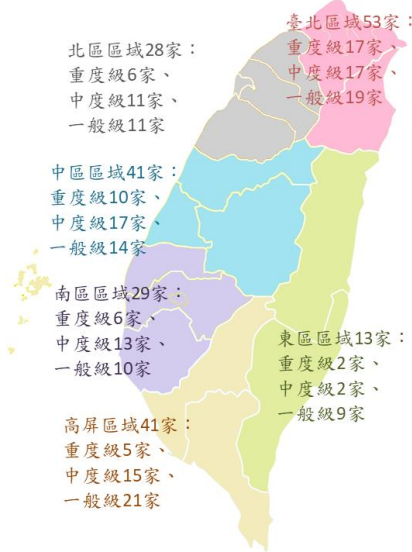 臺北區域53家：
重度級17家、
中度級17家、
一般級19家
北區區域28家：
重度級6家、
中度級11家、
一般級11家
中區區域41家：
重度級10家、
中度級17家、
一般級14家
南區區域29家：
重度級6家、
中度級13家、
一般級10家
東區區域13家：
重度級2家、
中度級2家、
一般級9家
高屏區域41家：
重度級5家、
中度級15家、
一般級21家